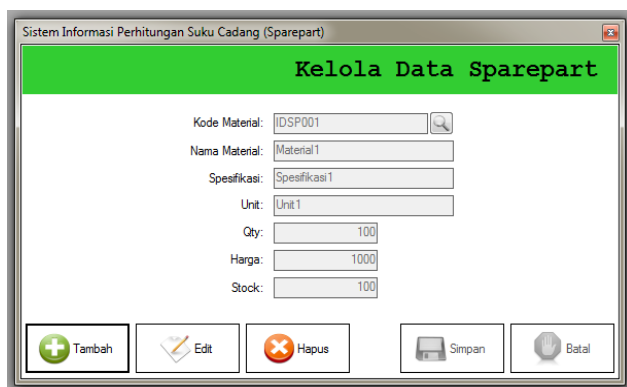 Sistem Informasi Perhitungan Suku Cadang (Sparepart)
Kelola Data Sparepart
Kode Material: IDSP001
Nama Material: Material1
Spesifikasi: Spesifikasi1
Unit: Unit1
Qty: 100
Harga: 1000
Stock: 100
Tambah Edit Hapus Simpan Batal